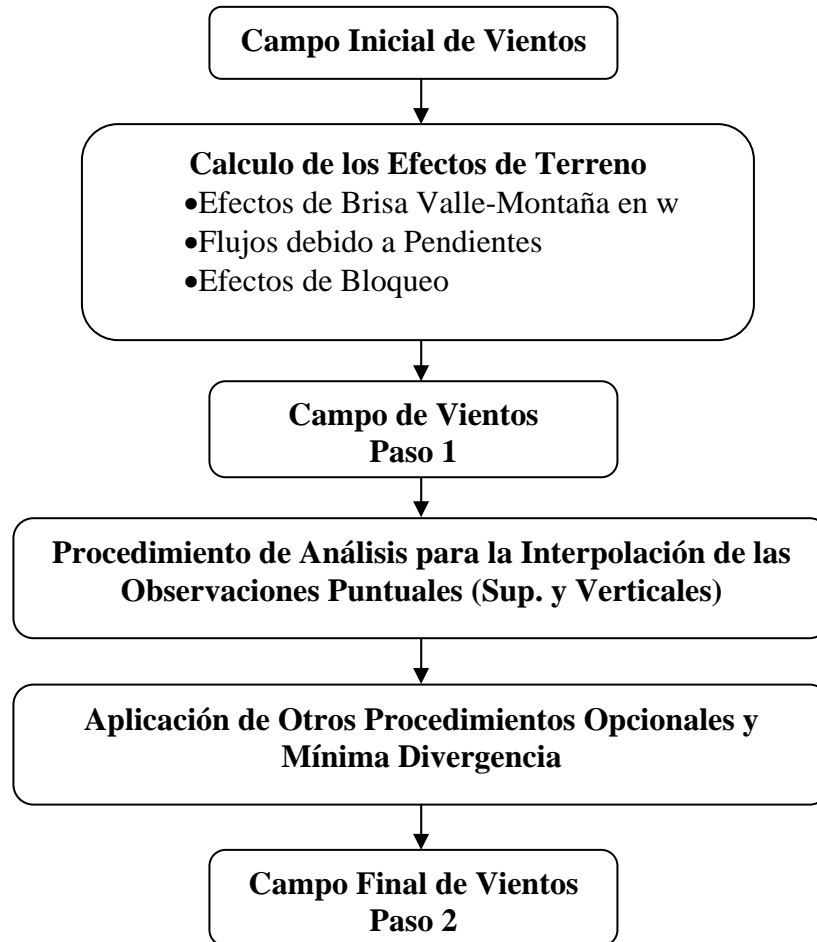 Campo Inicial de Vientos
Calculo de los Efectos de Terreno
•Efectos de Brisa Valle-Montaña en w
•Flujos debido a Pendientes
•Efectos de Bloqueo
Campo de Vientos
Paso 1
Procedimiento de Análisis para la Interpolación de las
Observaciones Puntuales (Sup. y Verticales)
Aplicación de Otros Procedimientos Opcionales y
Mínima Divergencia
Campo Final de Vientos
Paso 2